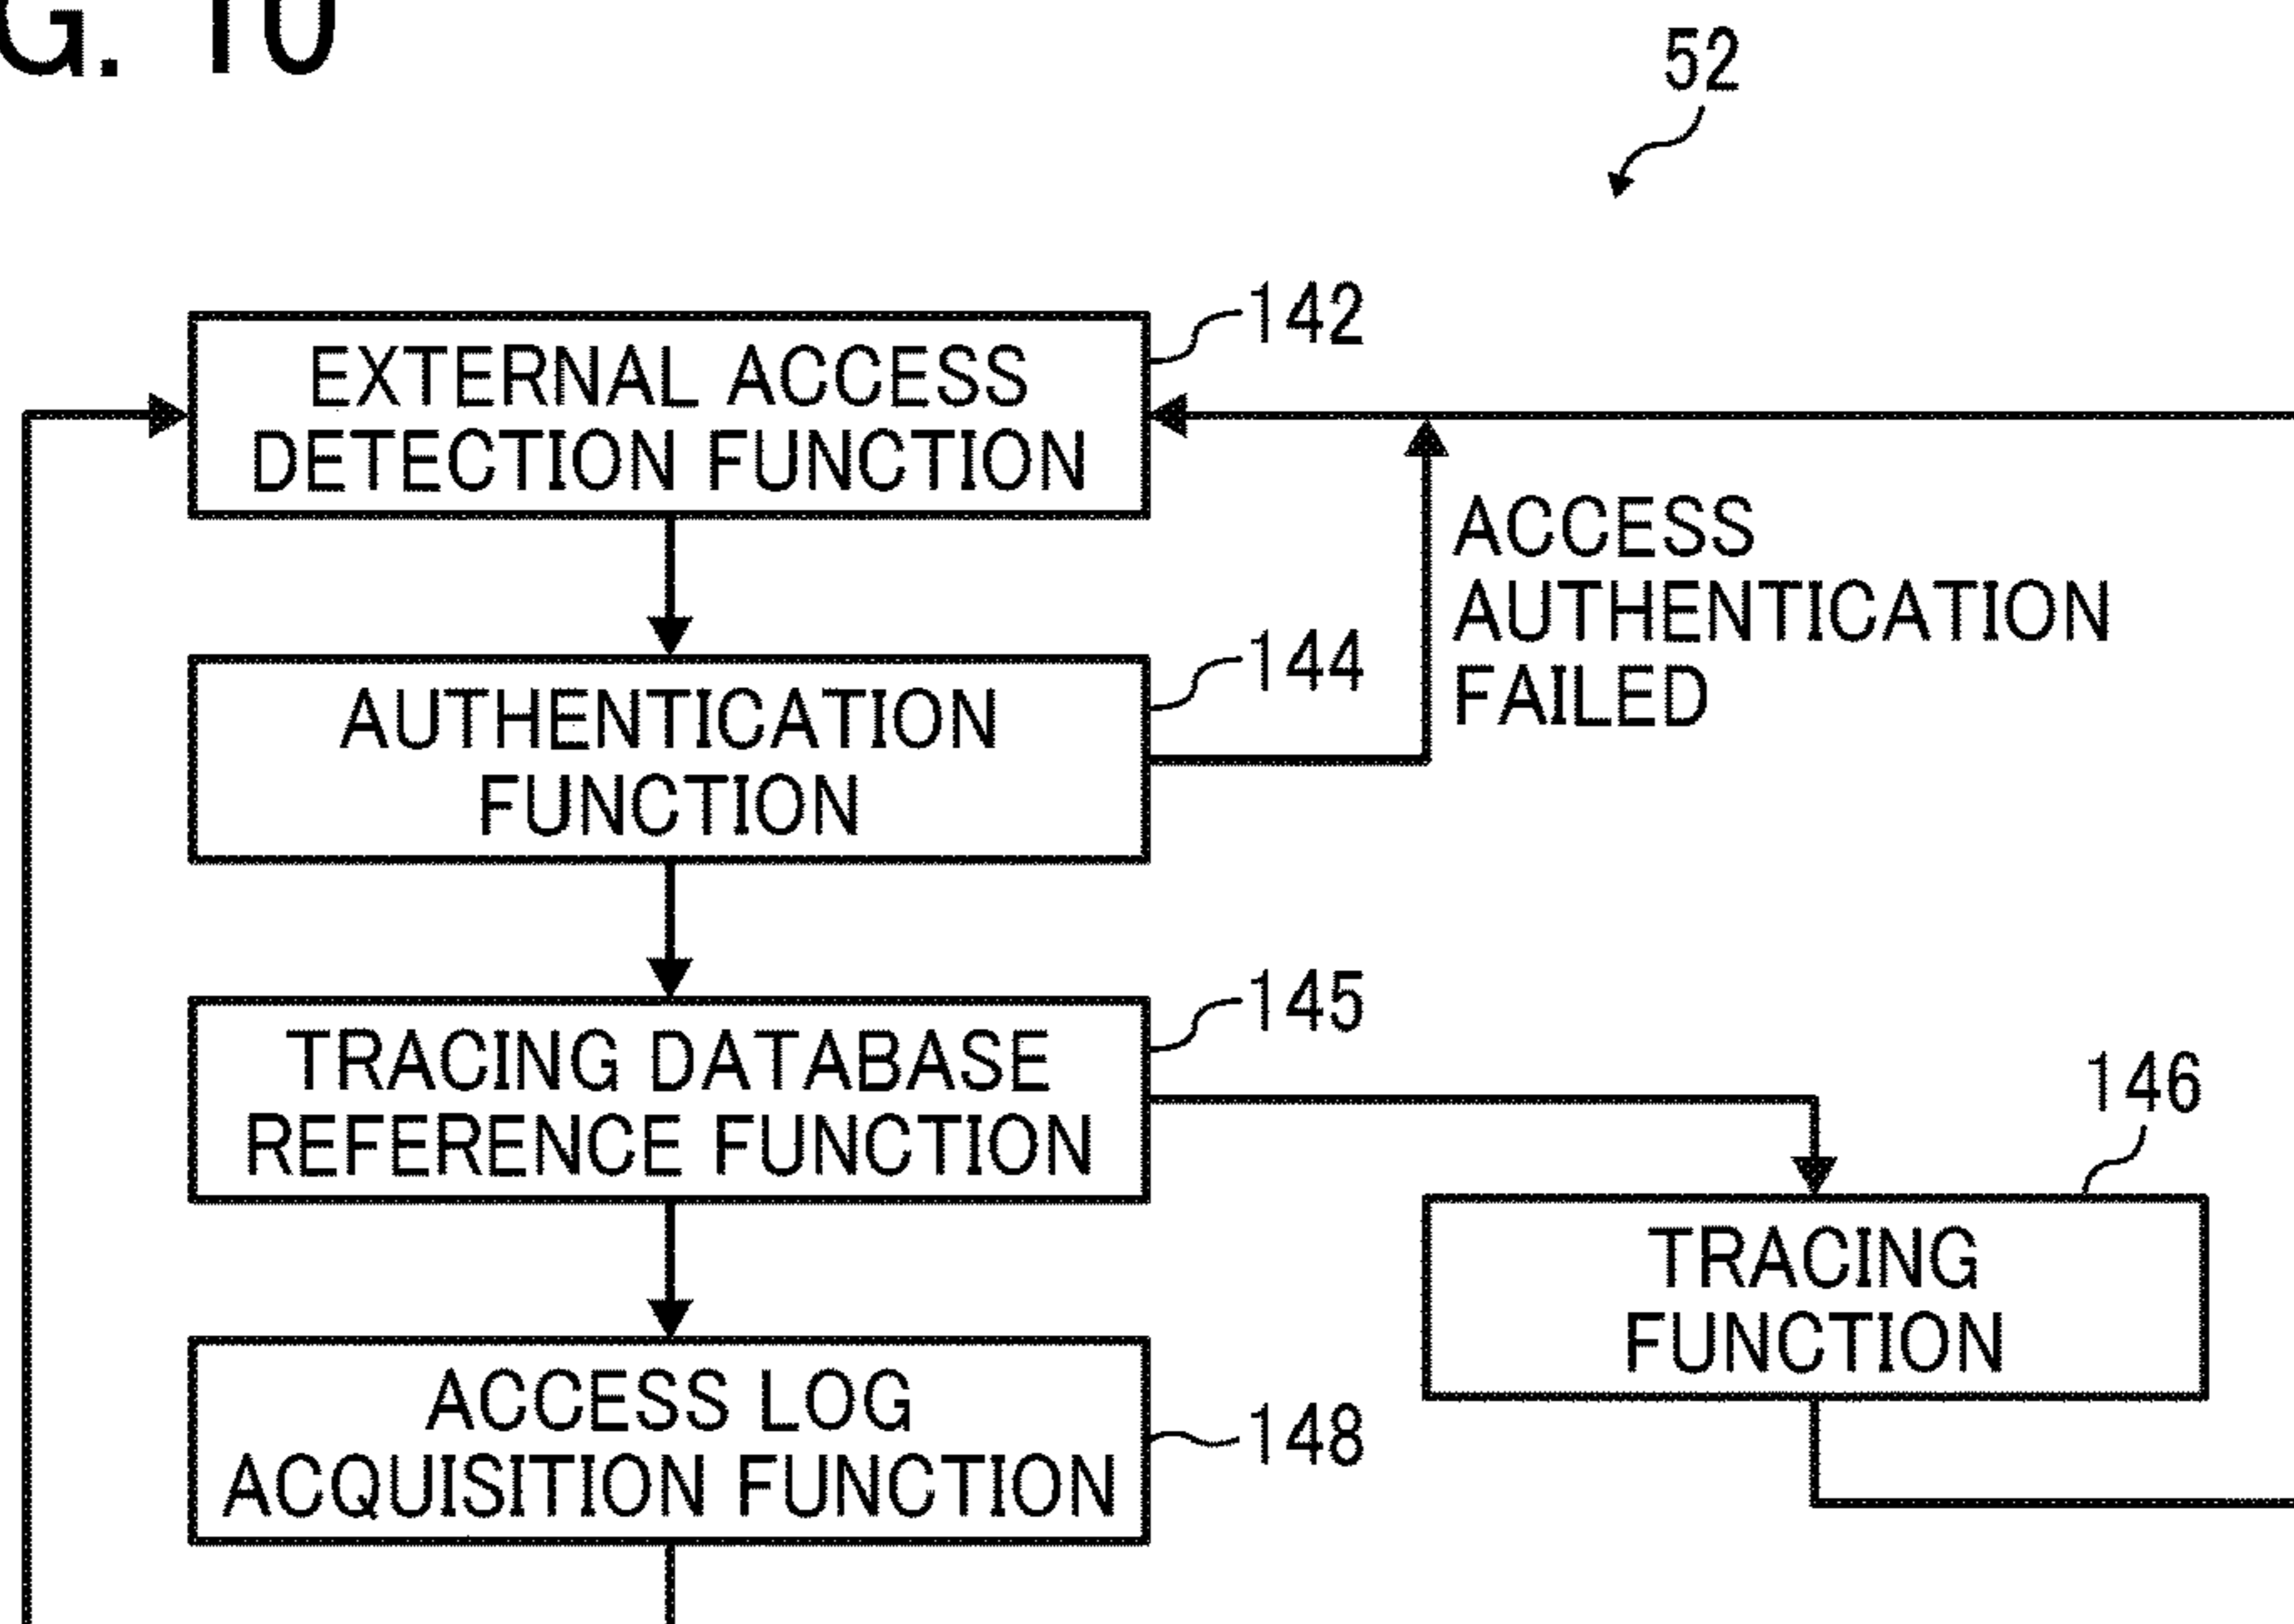 G. 10
52
142
EXTERNAL ACCESS
DETECTION FUNCTION
ACCESS
AUTHENTICATION
FAILED
144
AUTHENTICATION
FUNCTION
145
TRACING DATABASE
REFERENCE FUNCTION
146
TRACING
FUNCTION
148
ACCESS LOG
ACQUISITION FUNCTION